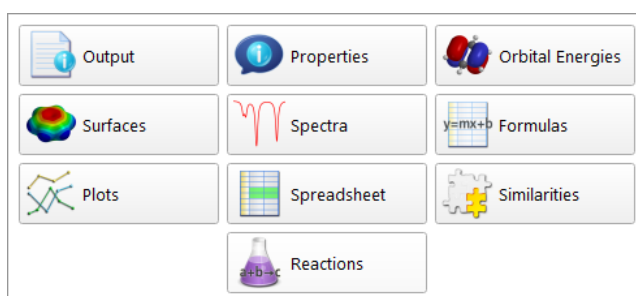 Output
Properties
Orbital Energies
Surfaces
Spectra
y=mx+b Formulas
Plots
Spreadsheet
Similarities
a+b→c Reactions